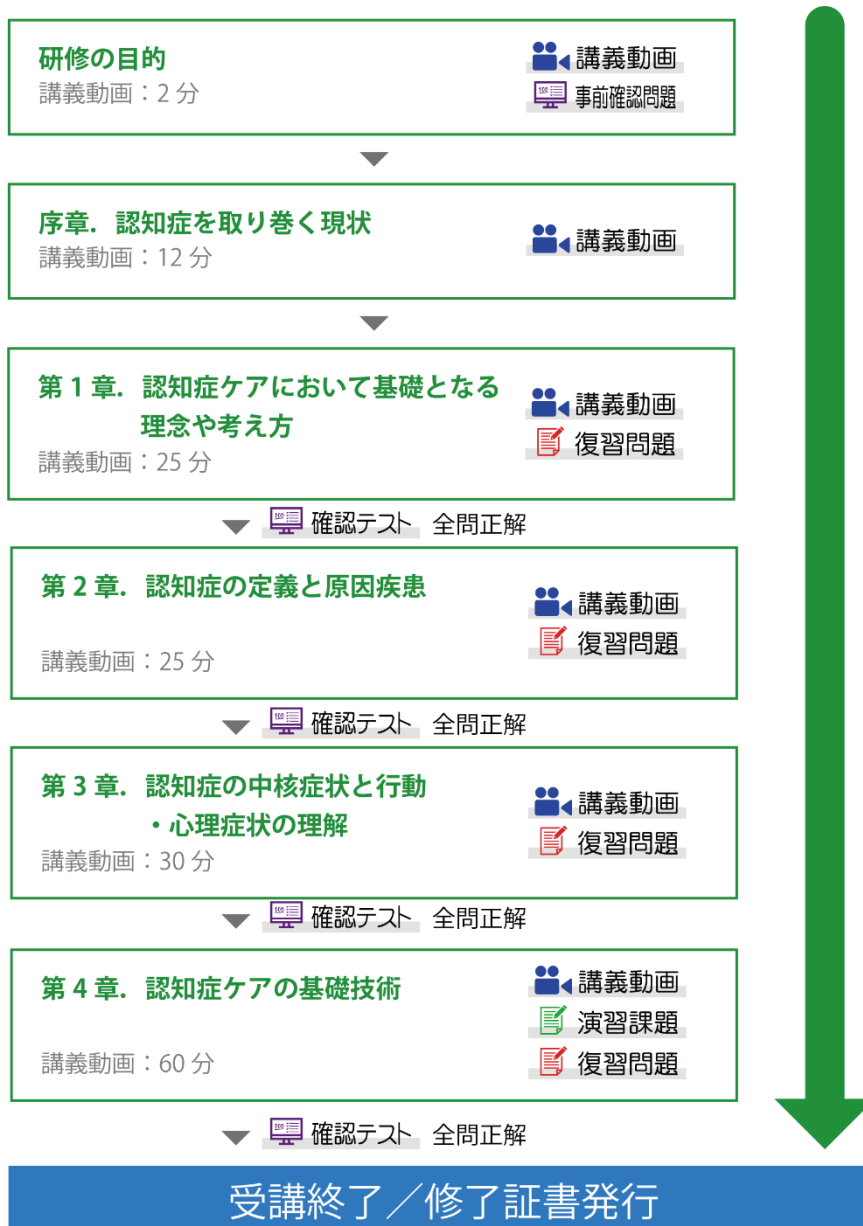 研修の目的
講義動画：2 分
講義動画
事前確認問題
序章．認知症を取り巻く現状
講義動画：12 分
講義動画
第 1 章．認知症ケアにおいて基礎となる
理念や考え方
講義動画：25 分
講義動画
復習問題
確認テスト 全問正解
第 2 章．認知症の定義と原因疾患
講義動画：25 分
講義動画
復習問題
確認テスト 全問正解
第 3 章．認知症の中核症状と行動
・心理症状の理解
講義動画：30 分
講義動画
復習問題
確認テスト 全問正解
第 4 章．認知症ケアの基礎技術
講義動画：60 分
講義動画
演習課題
復習問題
確認テスト 全問正解
受講終了／修了証書発行